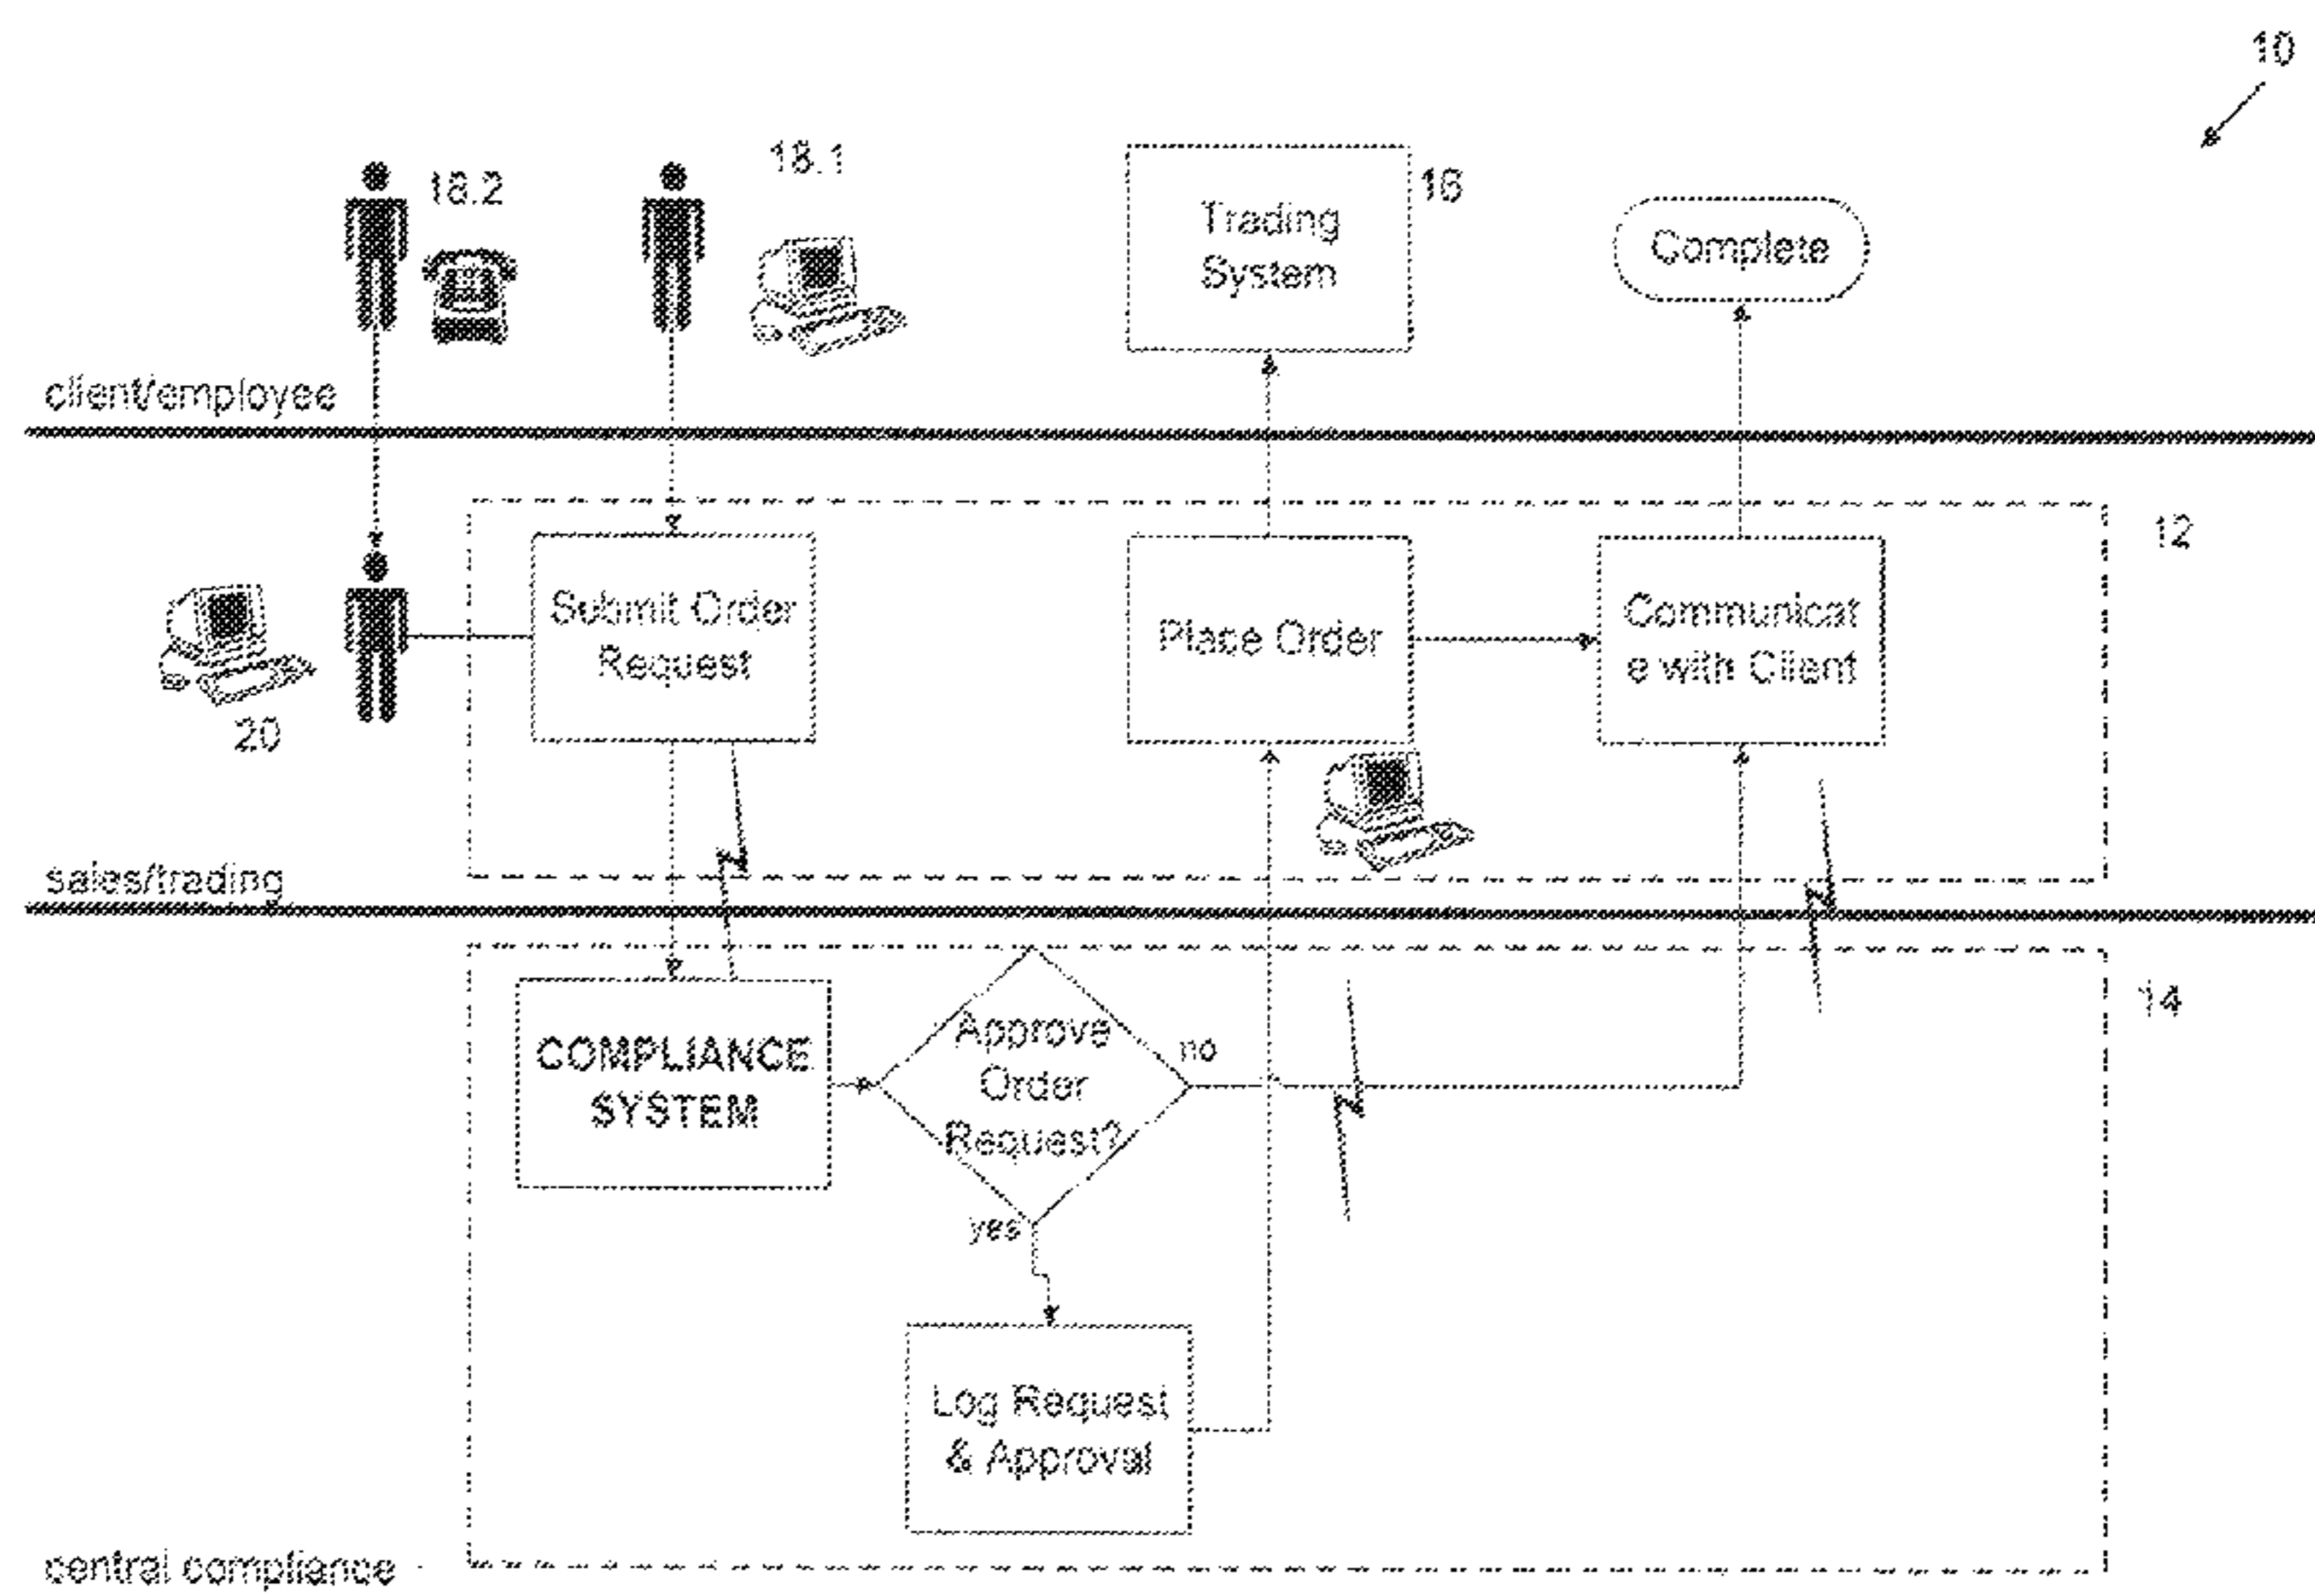 10
18.2
18.1
Trading
System
16
Complete
client/employee
12
Submit Order
Request
Place Order
Communicat
e with Client
20
sales/trading
14
COMPLIANCE
SYSTEM
Approve
Order
Request?
no
yes
Log Request
& Approval
central compliance